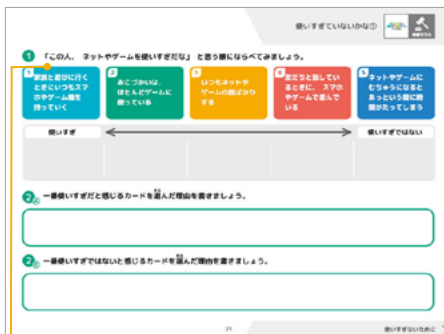 使いすぎていないかな①
1 「この人、ネットやゲームを使いすぎだな」 と思う順にならべてみましょう。
1
家族と遊びに行く
ときにいつもスマ
ホやゲーム機を
持っていく
2
おこづかいは、
ほとんどゲームに
使っている
3
いつもネットや
ゲームの話ばかり
する
4
友だちと話してい
るときに、スマホ
やゲームで遊んで
いる
5
ネットやゲームに
むちゅうになると
あっという間に時
間がたってしまう
使いすぎ
使いすぎではない
2 一番使いすぎだと感じるカードを選んだ理由を書きましょう。
2 一番使いすぎではないと感じるカードを選んだ理由を書きましょう。
21
使いすぎないために